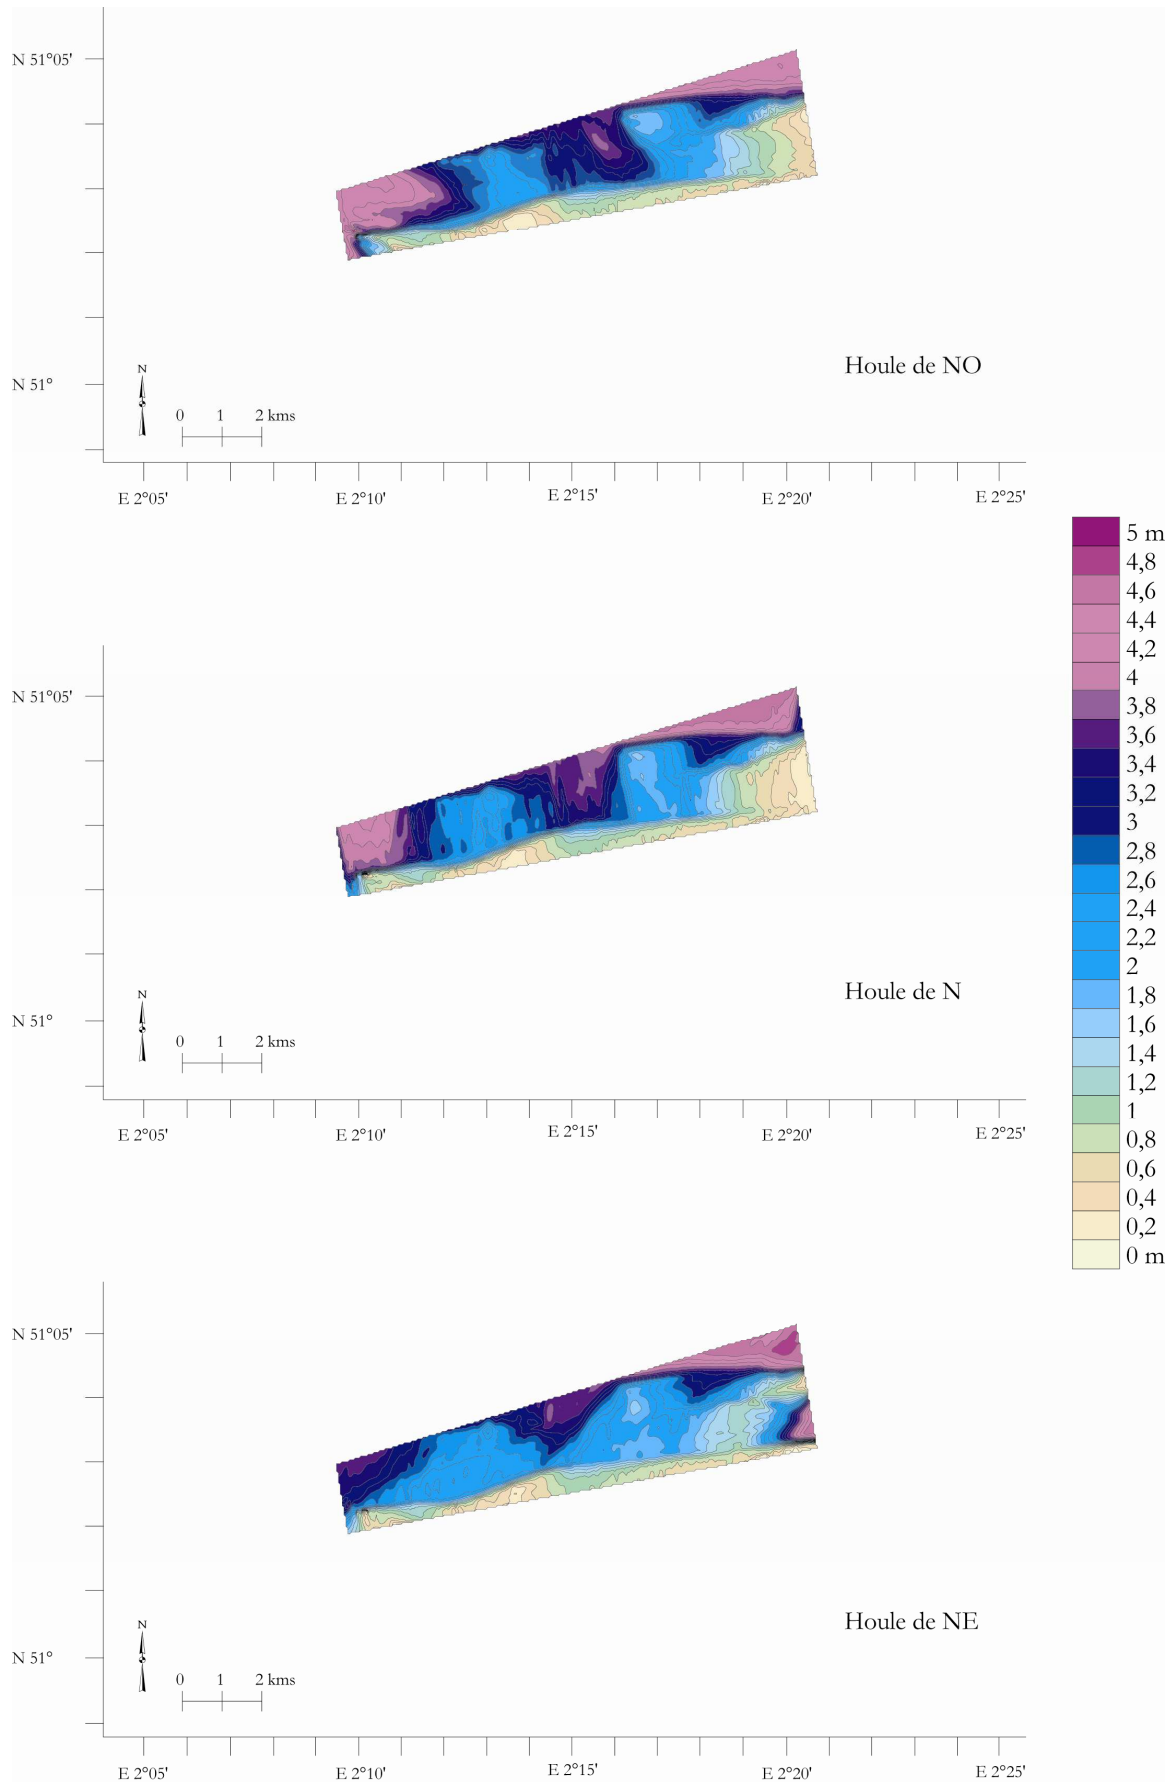 N 51°05'
N 51°
N
0 1 2 kms
Houle de NO
E 2°05' E 2°10' E 2°15' E 2°20' E 2°25'
5 m
4,8
4,6
4,4
4,2
4
3,8
3,6
3,4
3,2
3
2,8
2,6
2,4
2,2
2
1,8
1,6
1,4
1,2
1
0,8
0,6
0,4
0,2
0 m
N 51°05'
Houle de N
N
N 51°
0 1 2 kms
E 2°05' E 2°10' E 2°15' E 2°20' E 2°25'
N 51°05'
Houle de NE
N
N 51°
0 1 2 kms
E 2°05' E 2°10' E 2°15' E 2°20' E 2°25'